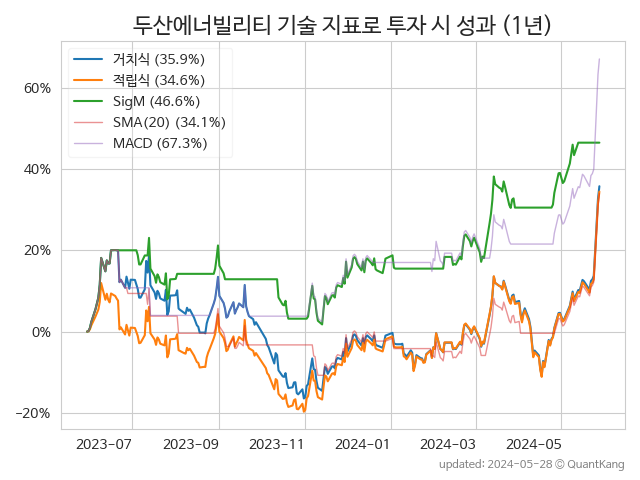 두산에너빌리티 기술 지표로 투자 시 성과 (1년)
거치식 (35.9%)
적립식 (34.6%)
SigM (46.6%)
SMA(20) (34.1%)
MACD (67.3%)
60%
40%
20%
0%
−20%
2023-07 2023-09 2023-11 2024-01 2024-03 2024-05
updated: 2024-05-28 © QuantKang